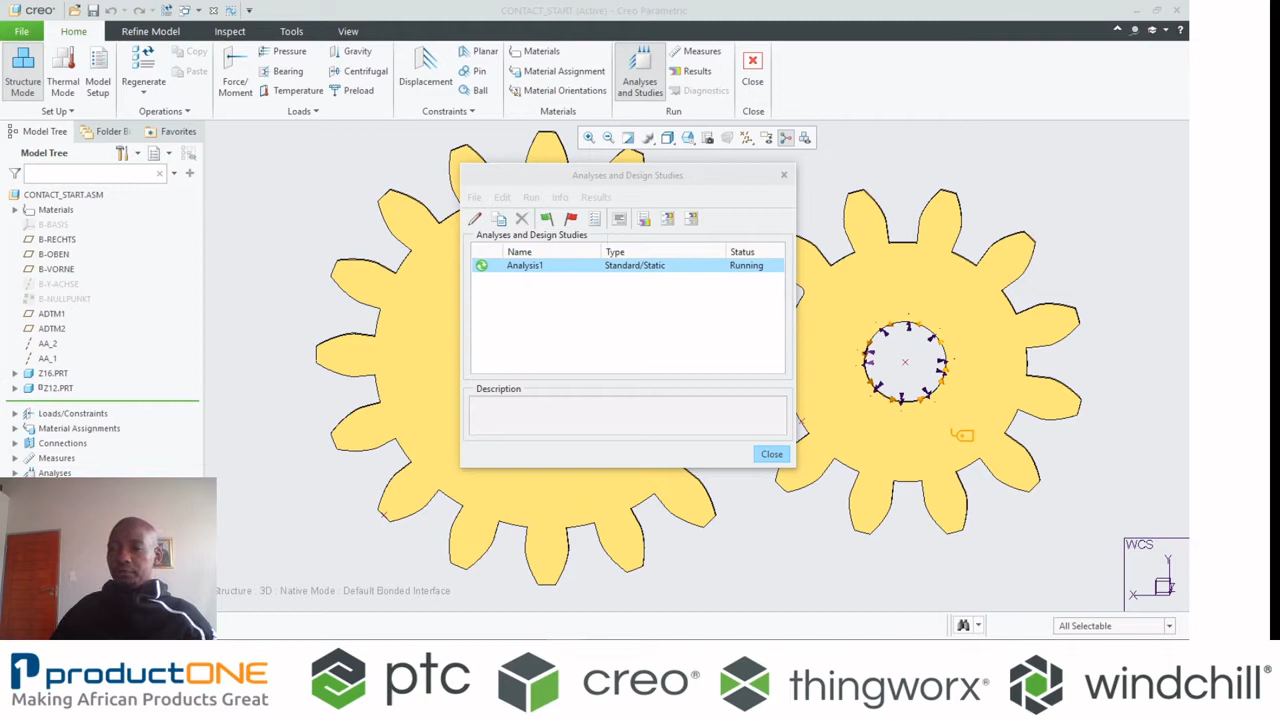 creo°
CONTACT_START (Active) - Creo Parametric
File Home Refine Model Inspect Tools View
Structure Mode
Thermal Mode
Model Setup
Set Up
Regenerate
Copy
Paste
Operations
Force/ Moment
Pressure
Bearing
Temperature
Gravity
Centrifugal
Preload
Loads
Displacement
Planar
Pin
Ball
Constraints
Materials
Material Assignment
Material Orientations
Materials
Analyses and Studies
Measures
Results
Diagnostics
Run
Close
Close
Model Tree Folder B Favorites
Model Tree
CONTACT_START.ASM
Materials
B-BASIS
B-RECHTS
B-OBEN
B-VORNE
B-Y-ACHSE
B-NULLPUNKT
ADTM1
ADTM2
AA_2
AA_1
Z16.PRT
Z12.PRT
Loads/Constraints
Material Assignments
Connections
Measures
Analyses
Analyses and Design Studies
File Edit Run Info Results
Analyses and Design Studies
Name Type Status
Analysis1 Standard/Static Running
Description
Close
WCS
Y
X
Z
Structure : 3D : Native Mode : Default Bonded Interface
All Selectable
productONE
Making African Products Great
ptc
creo®
thingworx®
windchill®